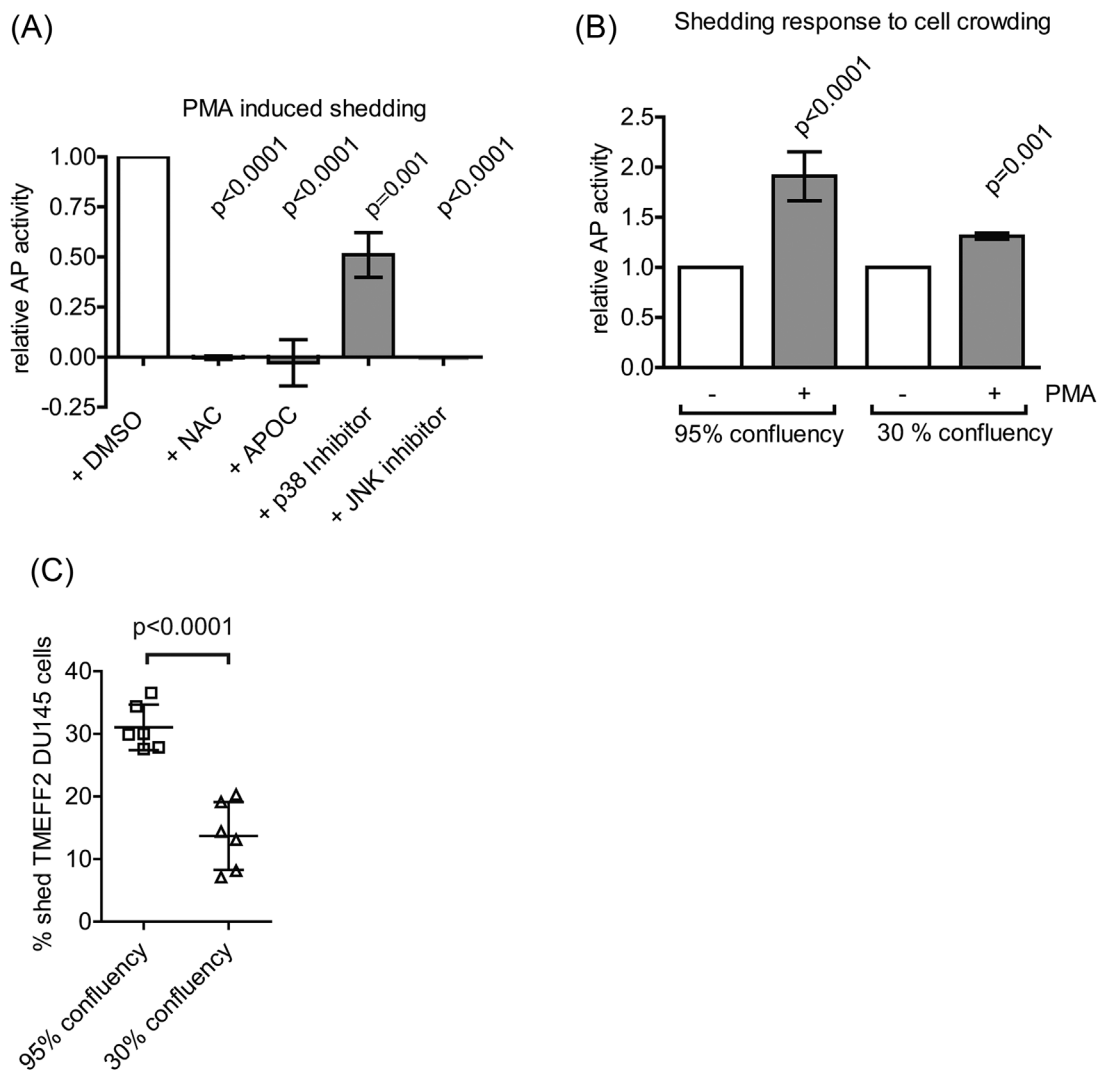 (A)
PMA induced shedding
relative AP activity
1.00
0.75
0.50
0.25
0.00
-0.25
p<0.0001
p<0.0001
p=0.001
p<0.0001
+ DMSO
+ NAC
+ APOC
+ p38 Inhibitor
+ JNK inhibitor
(B)
Shedding response to cell crowding
relative AP activity
2.5
2.0
1.5
1.0
0.5
0.0
p<0.0001
p=0.001
- + - + PMA
95% confluency 30 % confluency
(C)
p<0.0001
% shed TMEFF2 DU145 cells
40
30
20
10
0
95% confluency
30% confluency